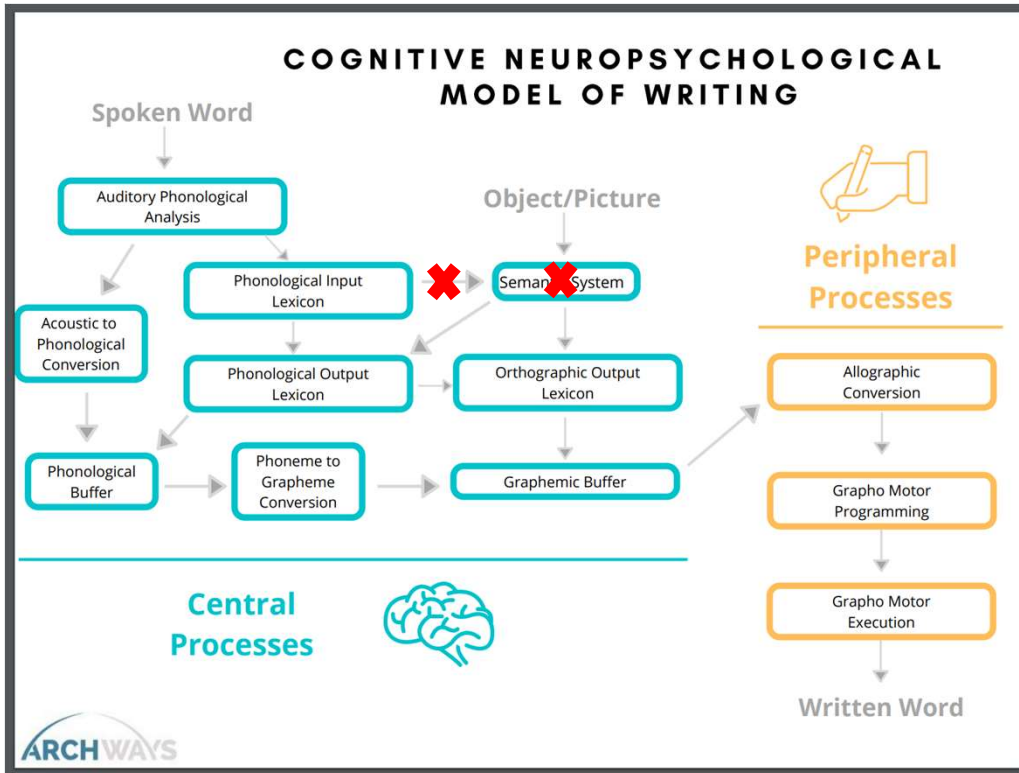 COGNITIVE NEUROPSYCHOLOGICAL
MODEL OF WRITING
Spoken Word
Auditory Phonological
Analysis
Object/Picture
Phonological Input
Lexicon
System
Acoustic to
Phonological
Conversion
Phonological Output
Lexicon
Orthographic Output
Lexicon
Phonological
Buffer
Phoneme to
Grapheme
Conversion
Graphemic Buffer
Central
Processes
Peripheral
Processes
Allographic
Conversion
Grapho Motor
Programming
Grapho Motor
Execution
Written Word
ARCHWAYS